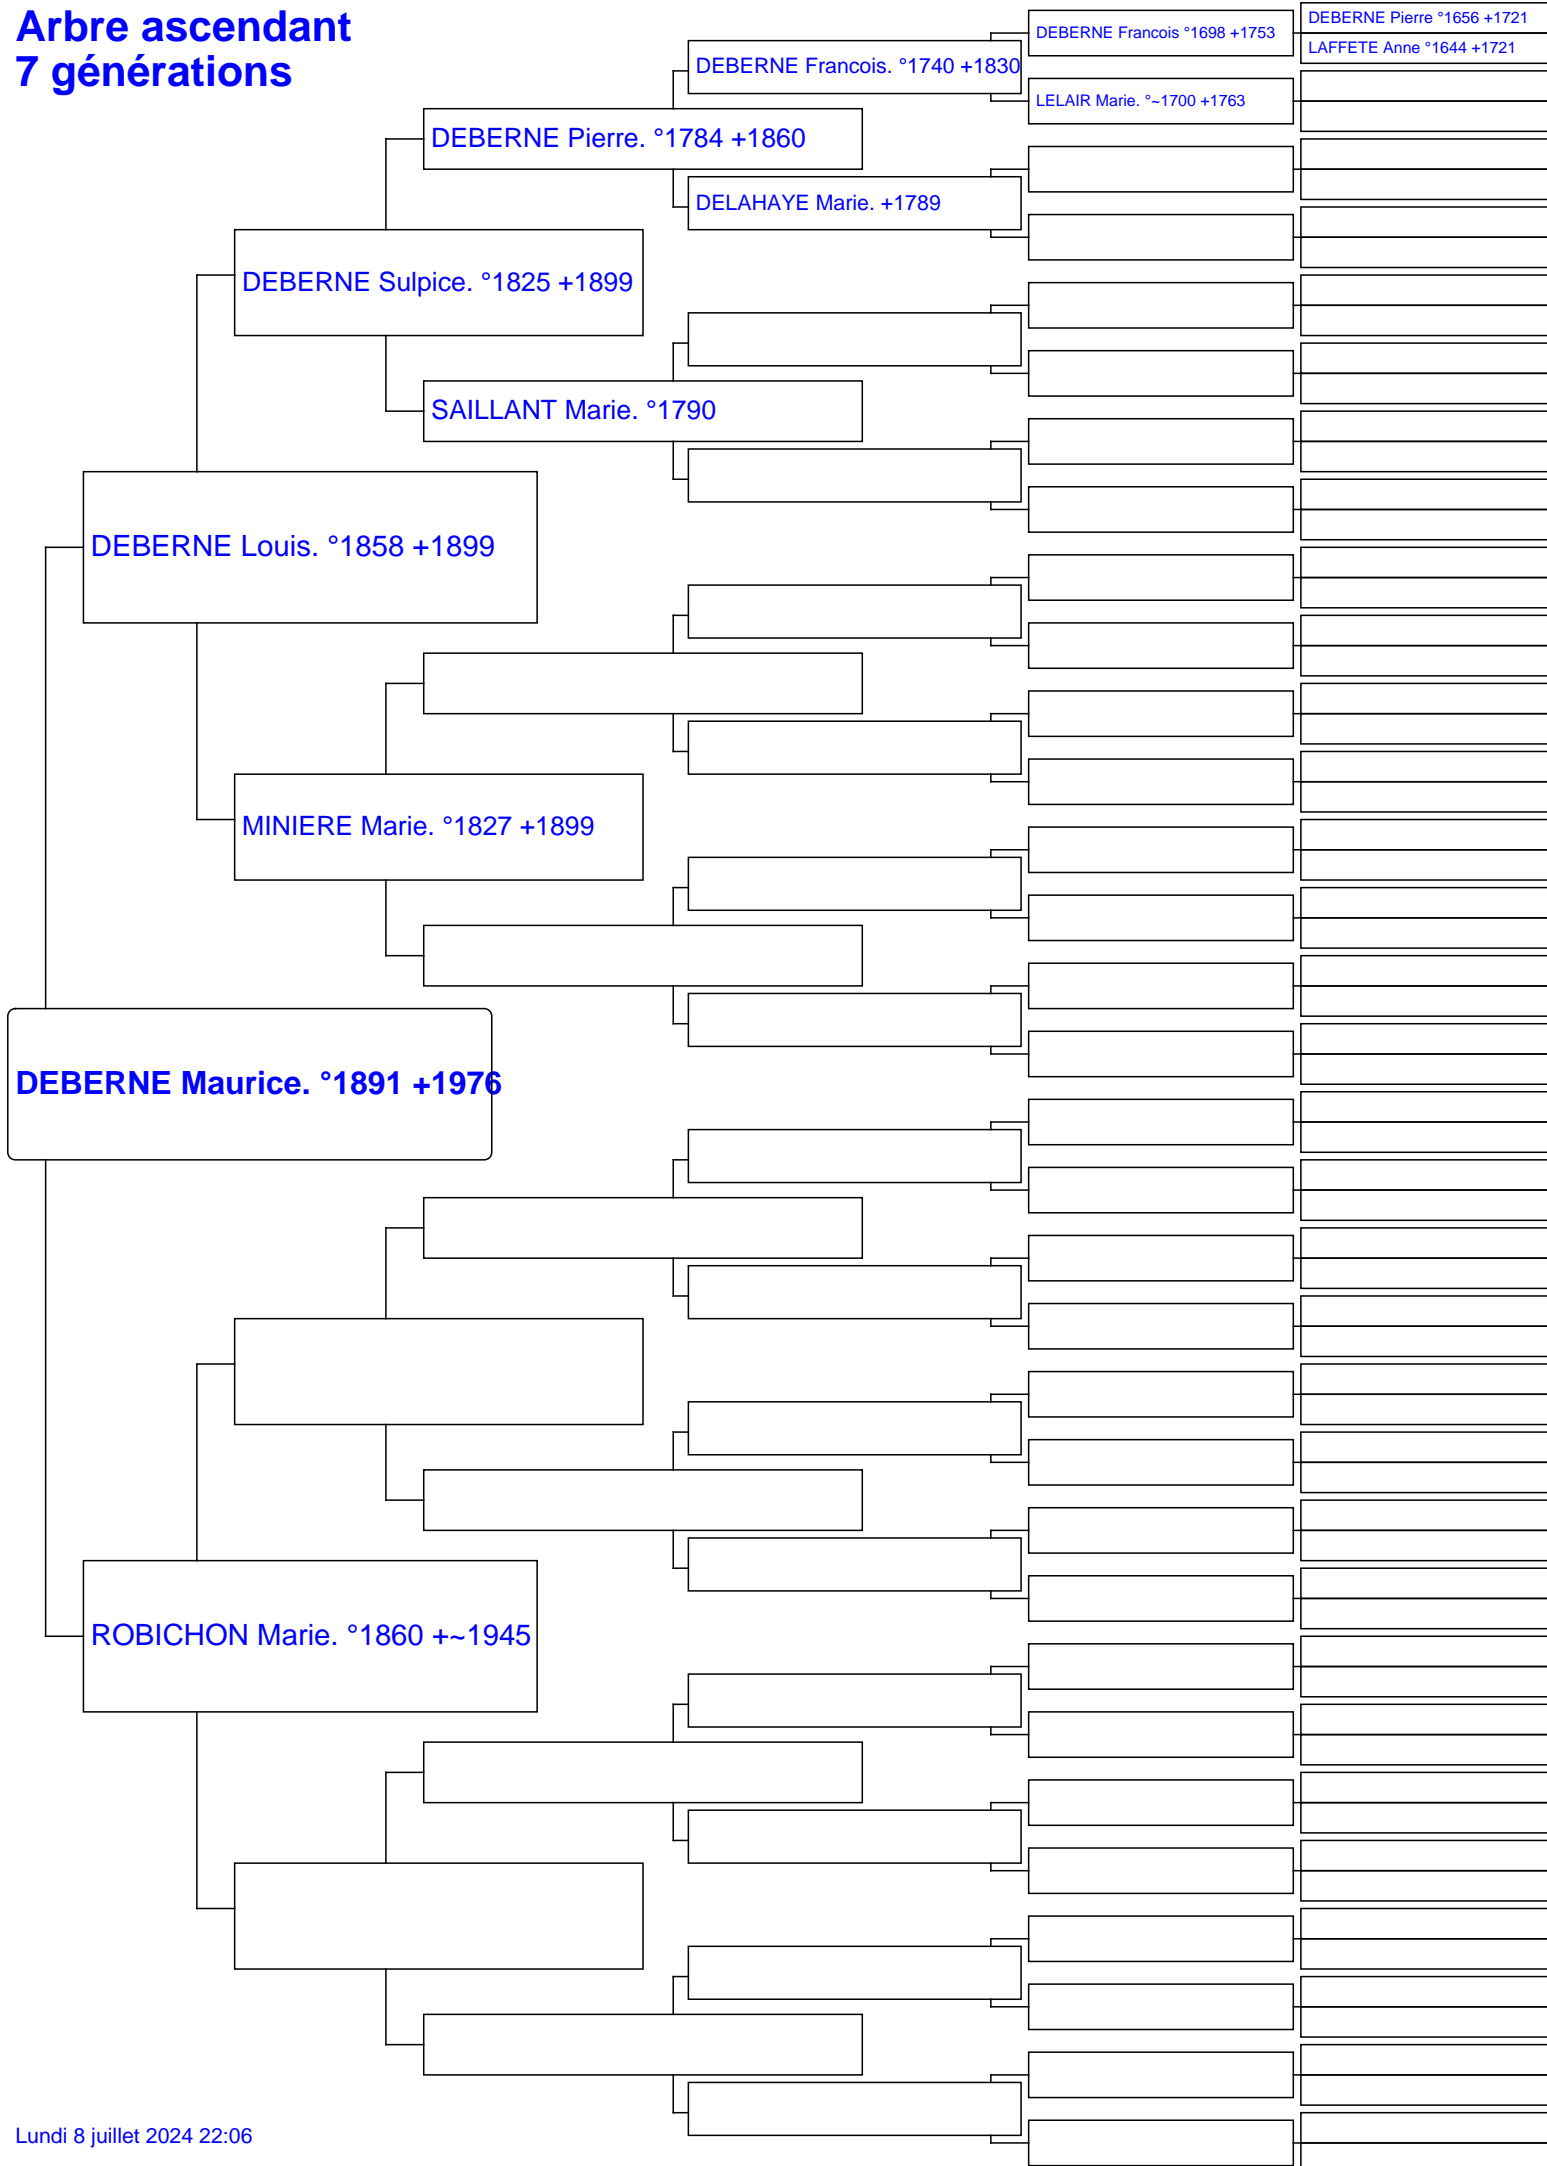 Arbre ascendant
7 générations
DEBERNE Pierre °1656 +1721
LAFFETE Anne °1644 +1721
DEBERNE Francois °1698 +1753
DEBERNE Francois. °1740 +1830
LELAIR Marie. °~1700 +1763
DEBERNE Pierre. °1784 +1860
DELAHAYE Marie. +1789
DEBERNE Sulpice. °1825 +1899
SAILLANT Marie. °1790
DEBERNE Louis. °1858 +1899
MINIERE Marie. °1827 +1899
DEBERNE Maurice. °1891 +1976
ROBICHON Marie. °1860 +~1945
Lundi 8 juillet 2024 22:06